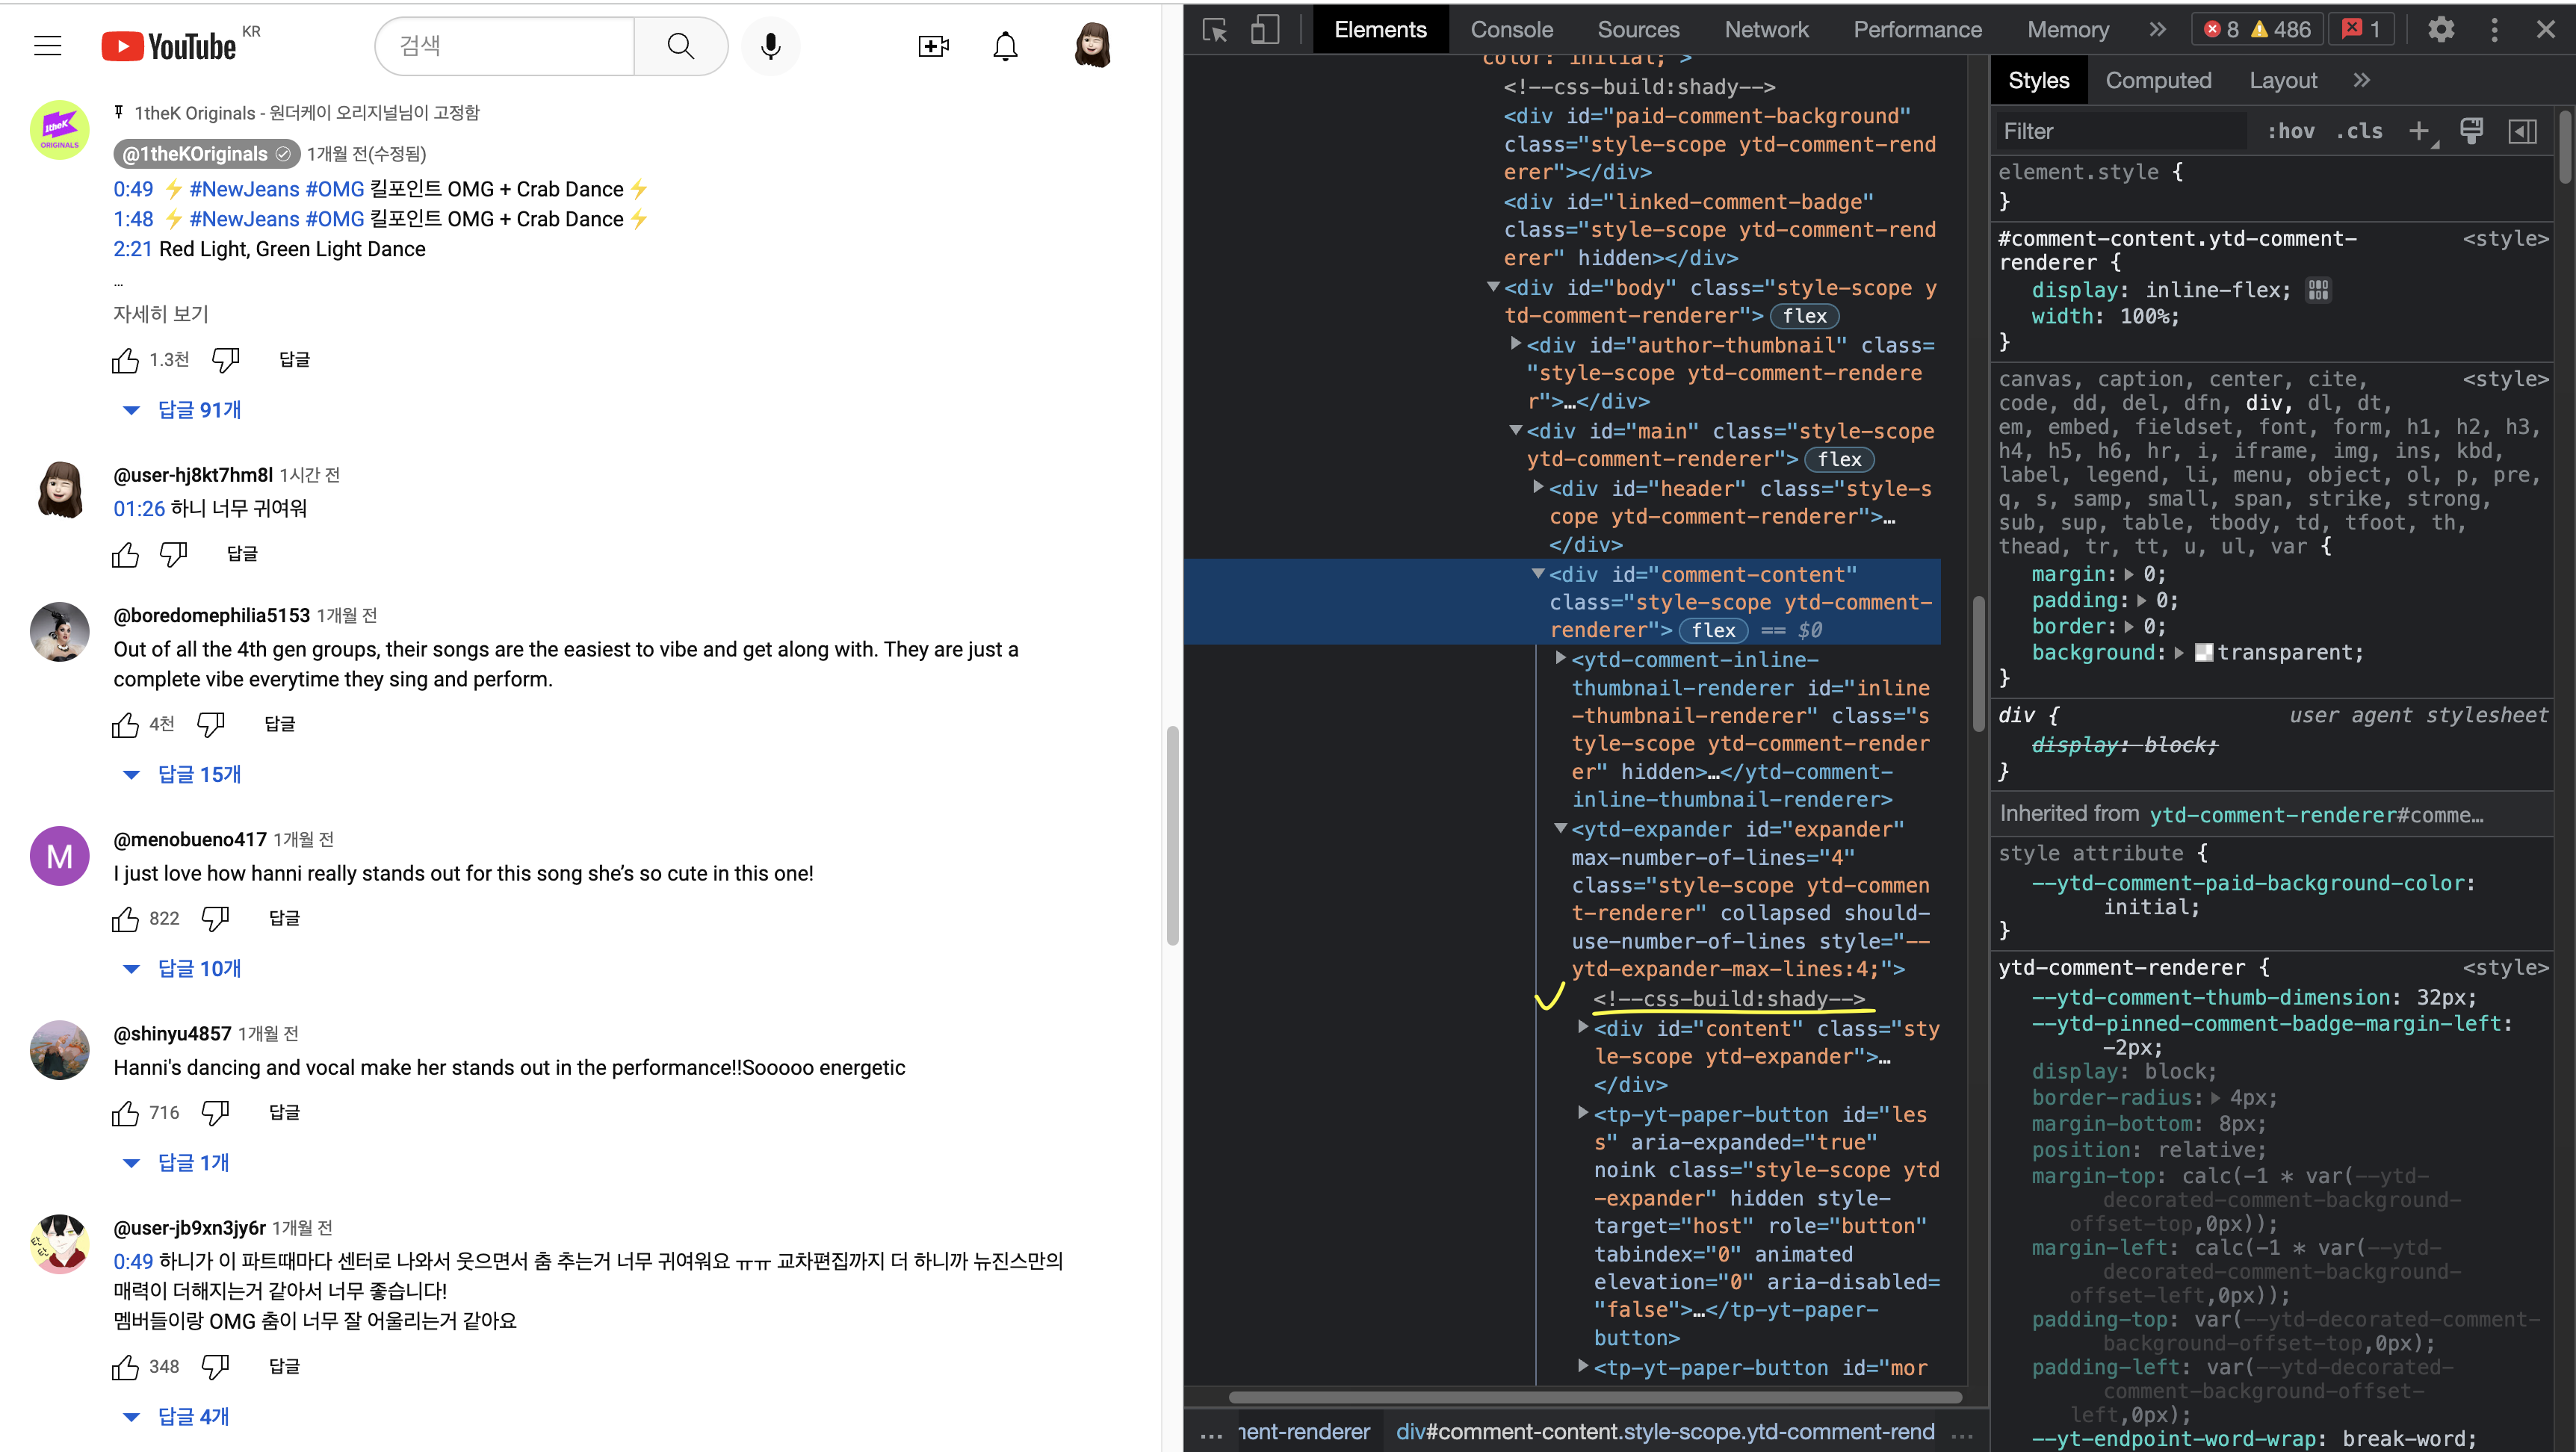 YouTube KR
검색
1theK Originals - 원더케이 오리지널님이 고정함
@1theKOriginals 1개월 전(수정됨)
0:49 ⚡ #NewJeans #OMG 킬포인트 OMG + Crab Dance⚡
1:48 ⚡ #NewJeans #OMG 킬포인트 OMG + Crab Dance⚡
2:21 Red Light, Green Light Dance
...
자세히 보기
1.3천 답글
답글 91개
1theK
ORIGINALS
@user-hj8kt7hm8l 1시간 전
01:26 하니 너무 귀여워
답글
@boredomephilia5153 1개월 전
Out of all the 4th gen groups, their songs are the easiest to vibe and get along with. They are just a
complete vibe everytime they sing and perform.
4천 답글
답글 15개
M
@menobueno417 1개월 전
I just love how hanni really stands out for this song she's so cute in this one!
822 답글
답글 10개
@shinyu4857 1개월 전
Hanni's dancing and vocal make her stands out in the performance!!Sooooo energetic
716 답글
답글 1개
@user-jb9xn3jy6r 1개월 전
0:49 하니가 이 파트때마다 센터로 나와서 웃으면서 춤 추는거 너무 귀여워요 ㅠㅠ 교차편집까지 더 하니까 뉴진스만의
매력이 더해지는거 같아서 너무 좋습니다!
멤버들이랑 OMG 춤이 너무 잘 어울리는거 같아요
348 답글
답글 4개
Elements Console Sources Network Performance Memory » 8 486 1
color: initial;">
<!--css-build:shady-->
<div id="paid-comment-background"
class="style-scope ytd-comment-rend
erer"></div>
<div id="linked-comment-badge"
class="style-scope ytd-comment-rend
erer" hidden></div>
<div id="body" class="style-scope y
td-comment-renderer"> flex
<div id="author-thumbnail" class=
"style-scope ytd-comment-rendere
r">…</div>
<div id="main" class="style-scope
ytd-comment-renderer"> flex
<div id="header" class="style-s
cope ytd-comment-renderer">…
</div>
<div id="comment-content"
class="style-scope ytd-comment-
renderer"> flex == $0
<ytd-comment-inline-
thumbnail-renderer id="inline
-thumbnail-renderer" class="s
tyle-scope ytd-comment-render
er" hidden>…</ytd-comment-
inline-thumbnail-renderer>
<ytd-expander id="expander"
max-number-of-lines="4"
class="style-scope ytd-commen
t-renderer" collapsed should-
use-number-of-lines style="--
ytd-expander-max-lines:4;">
<!--css-build:shady-->
<div id="content" class="sty
le-scope ytd-expander">…
</div>
<tp-yt-paper-button id="les
s" aria-expanded="true"
noink class="style-scope ytd
-expander" hidden style-
target="host" role="button"
tabindex="0" animated
elevation="0" aria-disabled=
"false">…</tp-yt-paper-
button>
<tp-yt-paper-button id="mor
… nent-renderer div#comment-content.style-scope.ytd-comment-rend …
Styles Computed Layout »
Filter :hov .cls +
element.style {
}
#comment-content.ytd-comment- <style>
renderer {
display: inline-flex;
width: 100%;
}
canvas, caption, center, cite, <style>
code, dd, del, dfn, div, dl, dt,
em, embed, fieldset, font, form, h1, h2, h3,
h4, h5, h6, hr, i, iframe, img, ins, kbd,
label, legend, li, menu, object, ol, p, pre,
q, s, samp, small, span, strike, strong,
sub, sup, table, tbody, td, tfoot, th,
thead, tr, tt, u, ul, var {
margin: 0;
padding: 0;
border: 0;
background: transparent;
}
div { user agent stylesheet
display: block;
}
Inherited from ytd-comment-renderer#comme…
style attribute {
--ytd-comment-paid-background-color:
initial;
}
ytd-comment-renderer { <style>
--ytd-comment-thumb-dimension: 32px;
--ytd-pinned-comment-badge-margin-left:
-2px;
display: block;
border-radius: 4px;
margin-bottom: 8px;
position: relative;
margin-top: calc(-1 * var(--ytd-
decorated-comment-background-
offset-top,0px));
margin-left: calc(-1 * var(--ytd-
decorated-comment-background-
offset-left,0px));
padding-top: var(--ytd-decorated-comment-
background-offset-top,0px);
padding-left: var(--ytd-decorated-
comment-background-offset-
left,0px);
--yt-endpoint-word-wrap: break-word;